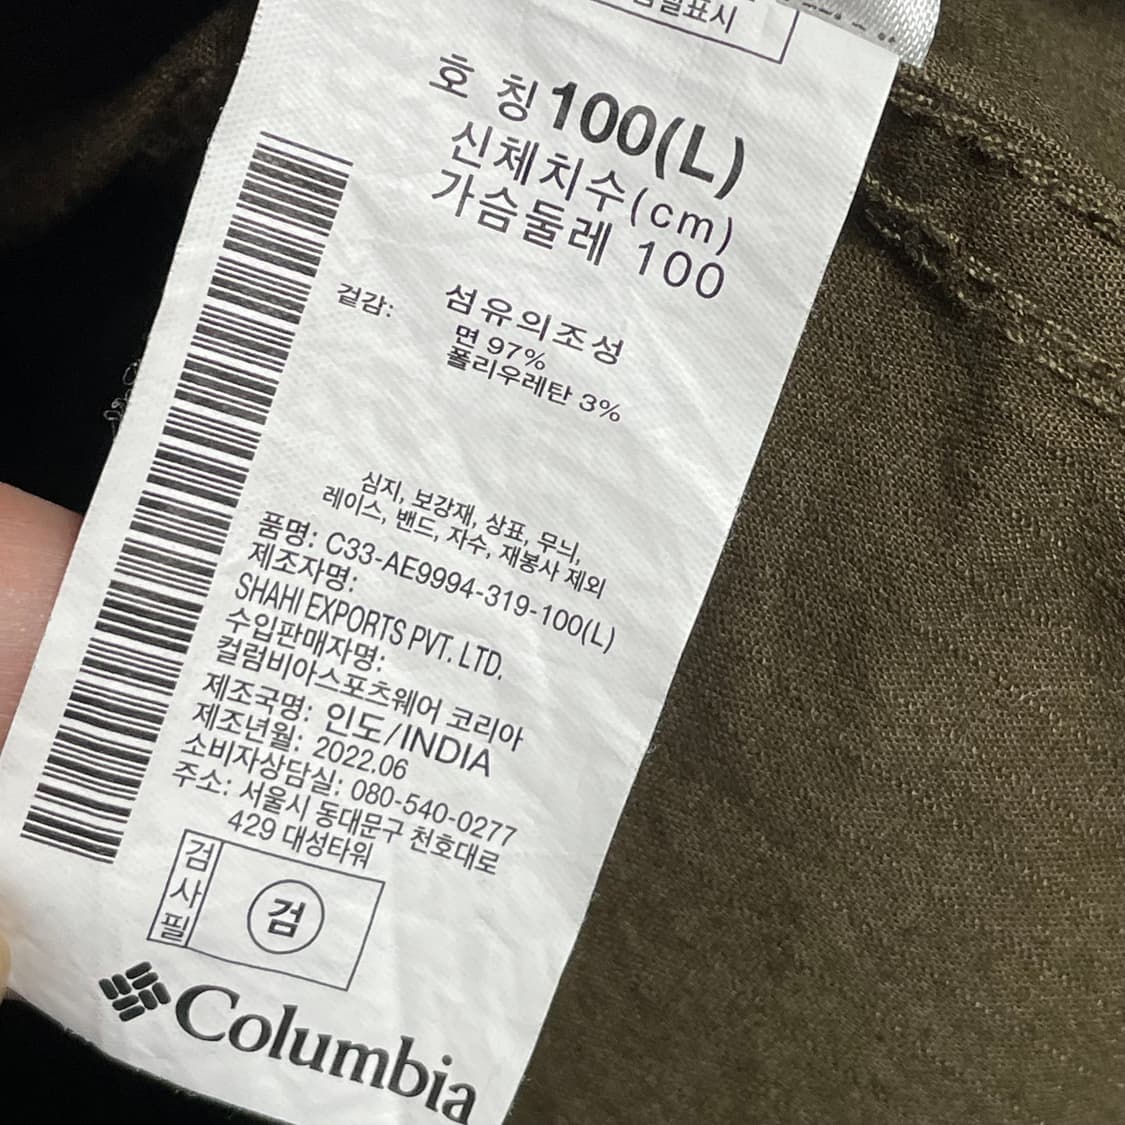 호 칭 100(L)
신체치수(cm)
가슴둘레 100
섬유의조성
겉감: 면 97%
폴리우레탄 3%
심지, 보강재, 상표, 무늬,
레이스, 밴드, 자수, 재봉사 제외
품명: C33-AE9994-319-100(L)
제조자명:
SHAHI EXPORTS PVT. LTD.
수입판매자명:
컬럼비아스포츠웨어 코리아
제조국명: 인도/INDIA
제조년월: 2022.06
소비자상담실: 080-540-0277
주소: 서울시 동대문구 천호대로
429 대성타워
검사필
검
Columbia